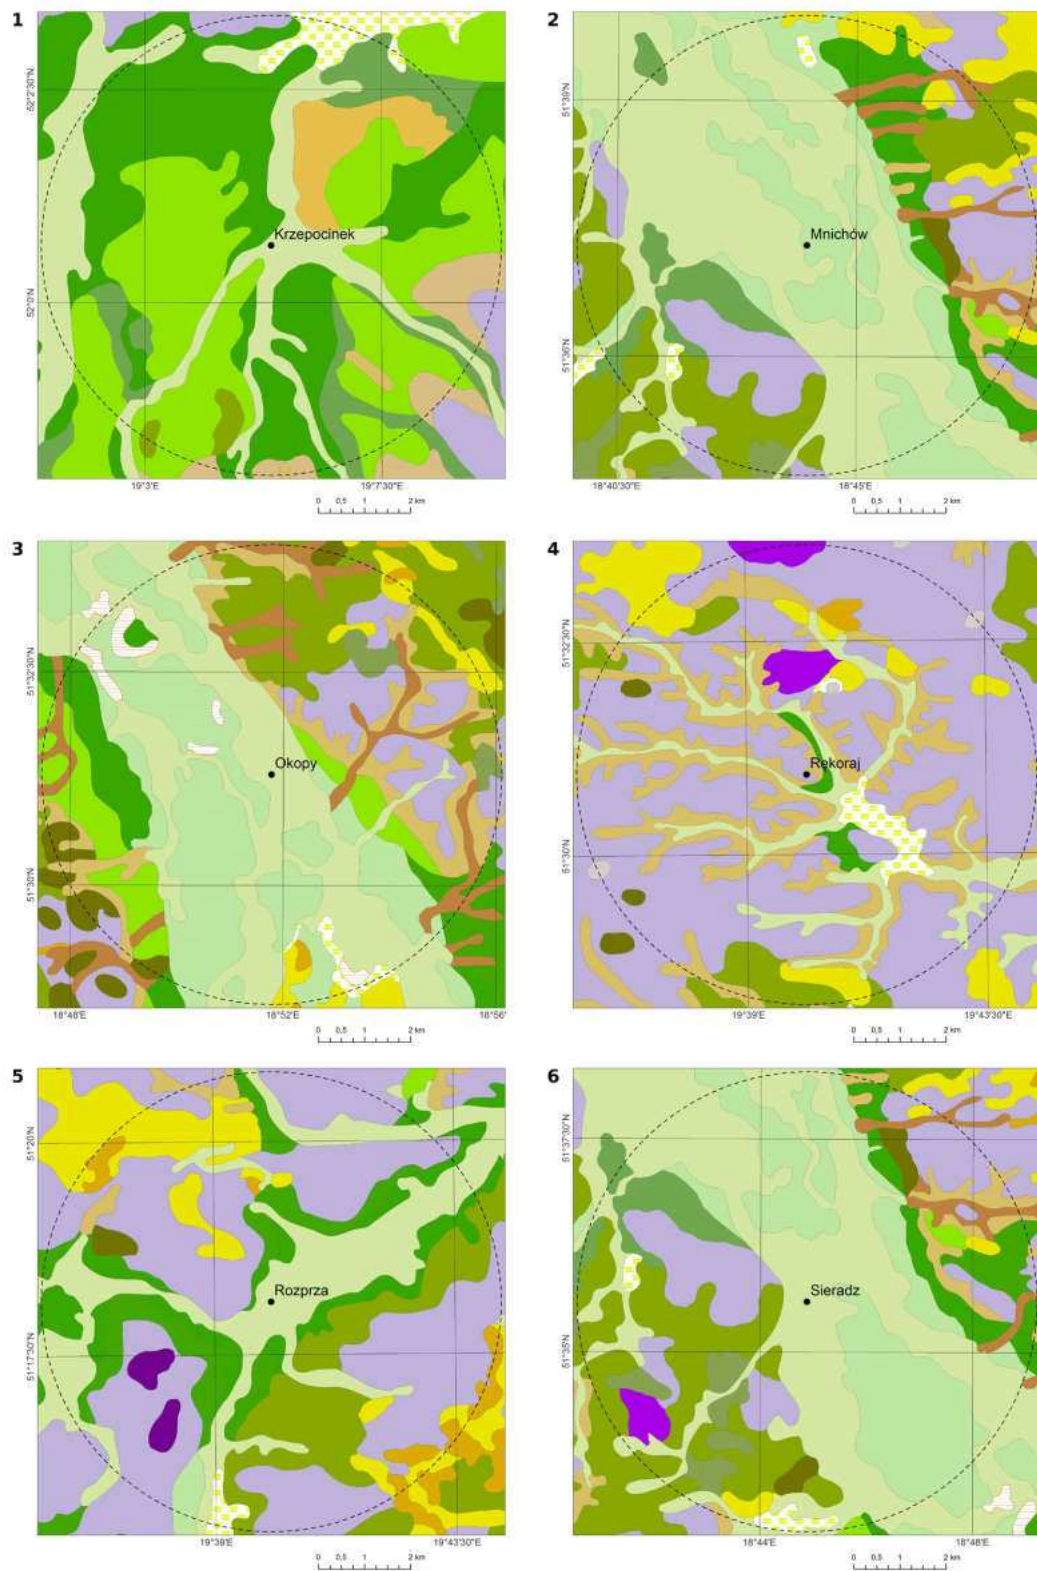 1
52°2'30"N
52°0'N
Krzepocinek
19°3'E
19°7'30"E
0 0,5 1 2 km
2
51°39'N
51°36'N
Mnichów
18°40'30"E
18°45'E
0 0,5 1 2 km
3
51°32'30"N
51°30'N
Okopy
18°48'E
18°52'E
18°56'
0 0,5 1 2 km
4
51°32'0"N
51°30'N
Rękoraj
19°39'E
19°43'30"E
0 0,5 1 2 km
5
51°20'N
51°17'30"N
Rozprza
19°39'E
19°43'30"E
0 0,5 1 2 km
6
51°37'30"N
51°35'N
Sieradz
18°44'E
18°48'E
0 0,5 1 2 km